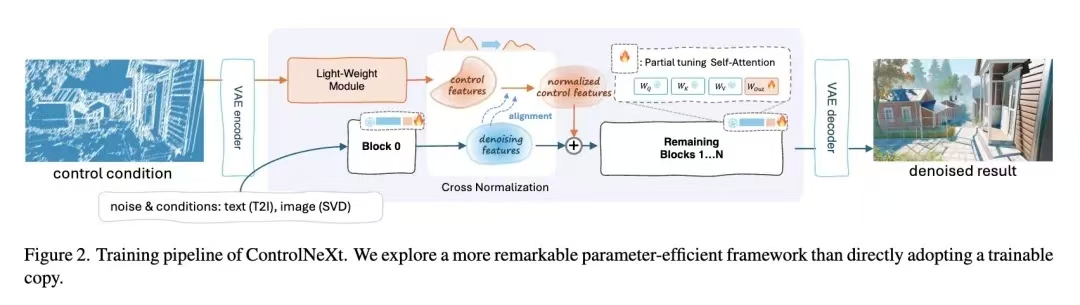 control condition
VAE encoder
Light-Weight
Module
control
features
normalized
control features
alignment
Block 0
denoising
features
Cross Normalization
: Partial tuning Self-Attention
W_Q
W_K
W_V
W_Out
+
Remaining
Blocks 1...N
VAE decoder
denoised result
noise & conditions: text (T2I), image (SVD)
Figure 2. Training pipeline of ControlNeXt. We explore a more remarkable parameter-efficient framework than directly adopting a trainable
copy.